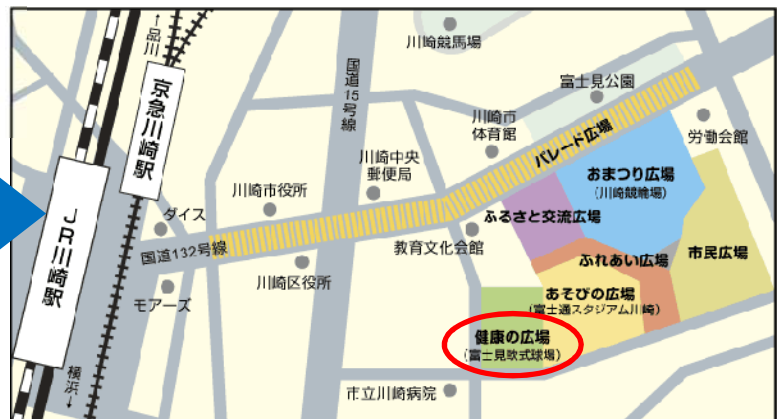 ←品川
京急川崎駅
JR川崎駅
横浜→
国道15号線
川崎競馬場
富士見公園
川崎市
体育館
パレード広場
労働会館
川崎中央
郵便局
おまつり広場
(川崎競輪場)
川崎市役所
ダイス
ふるさと交流広場
教育文化会館
国道132号線
ふれあい広場
市民広場
川崎区役所
モアーズ
あそびの広場
(富士通スタジアム川崎)
健康の広場
(富士見軟式球場)
市立川崎病院